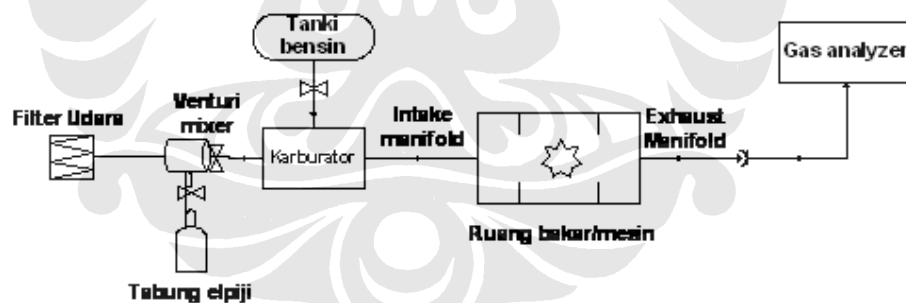 Tanki
bensin
Gas analyzer
Filter Udara
Venturi
mixer
Karburator
Intake
manifold
Exhaust
Manifold
Ruang bakar/mesin
Tabung elpiji